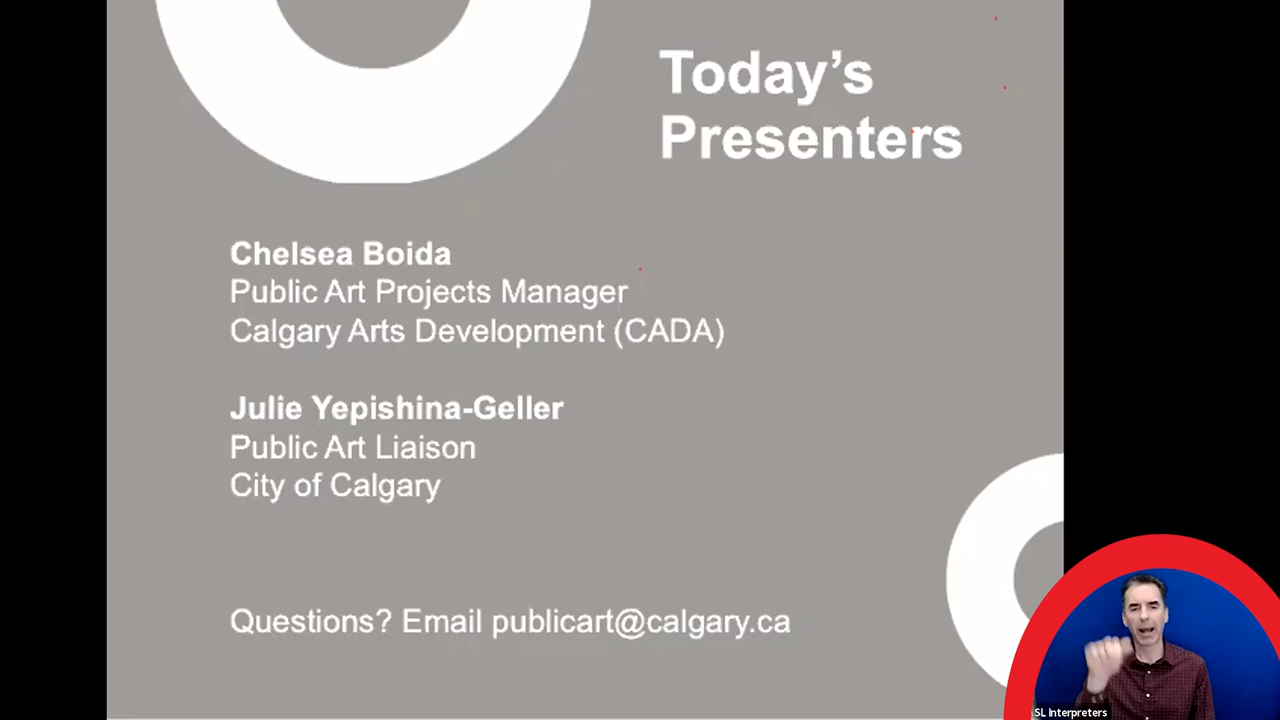 Today's
Presenters
Chelsea Boida
Public Art Projects Manager
Calgary Arts Development (CADA)
Julie Yepishina-Geller
Public Art Liaison
City of Calgary
Questions? Email publicart@calgary.ca
SL Interpreters